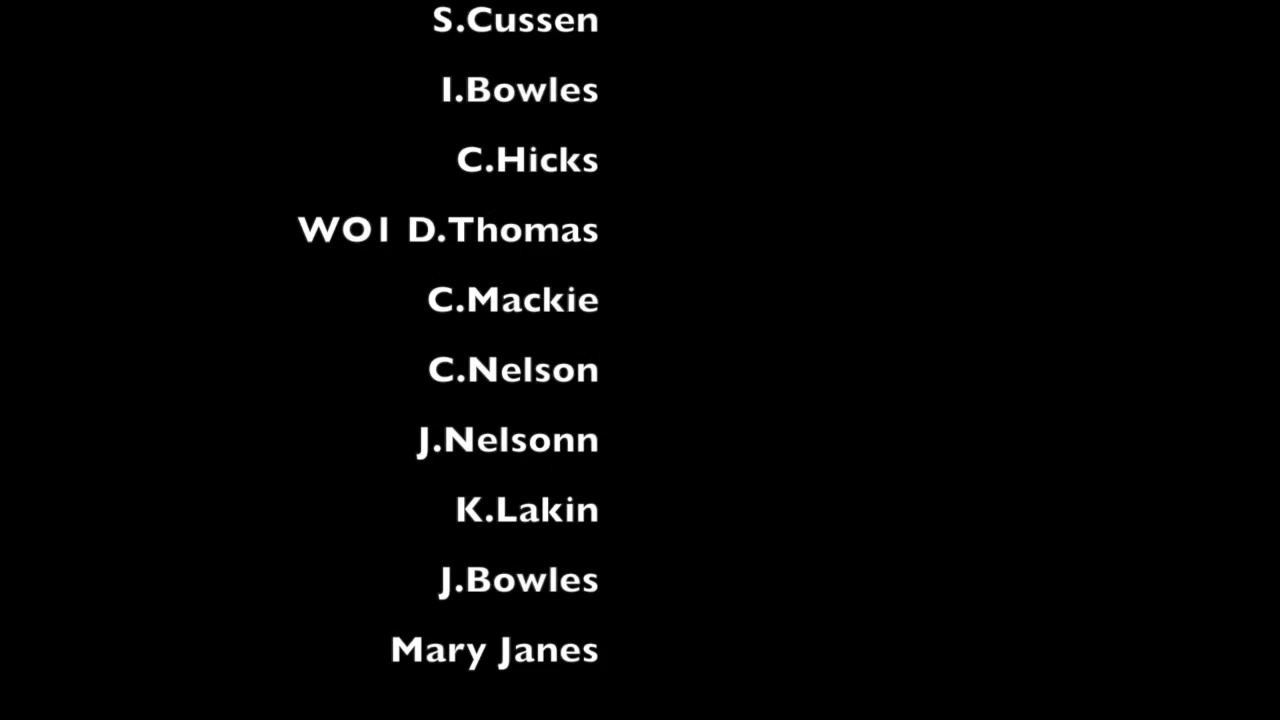 S.Cussen
I.Bowles
C.Hicks
WO1 D.Thomas
C.Mackie
C.Nelson
J.Nelsonn
K.Lakin
J.Bowles
Mary Janes